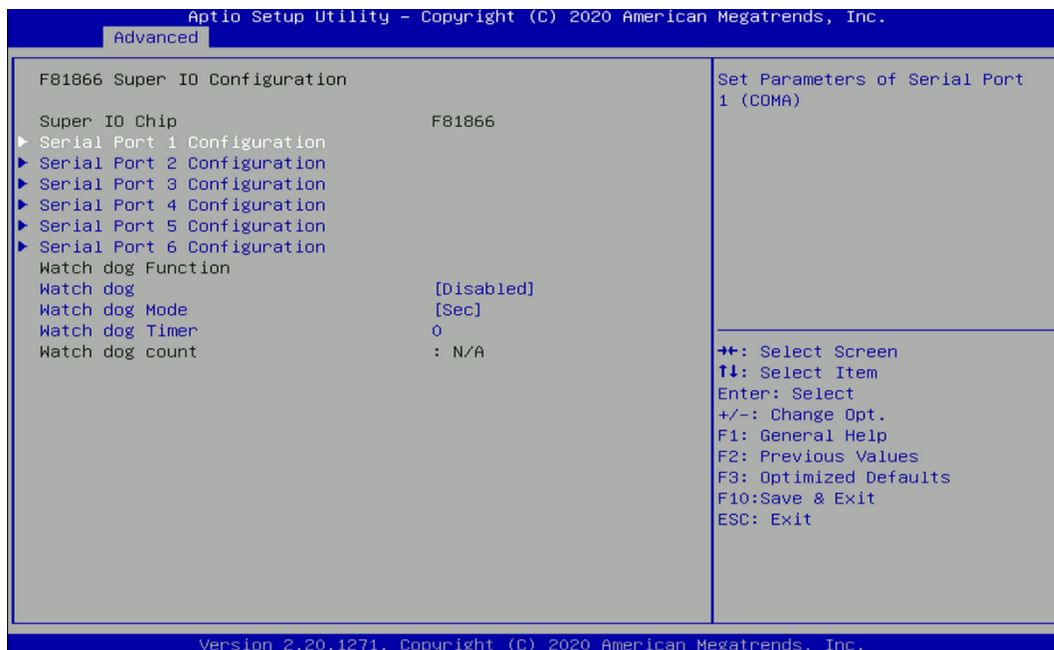 Aptio Setup Utility – Copyright (C) 2020 American Megatrends, Inc.
Advanced
F81866 Super IO Configuration
Super IO Chip F81866
▶ Serial Port 1 Configuration
▶ Serial Port 2 Configuration
▶ Serial Port 3 Configuration
▶ Serial Port 4 Configuration
▶ Serial Port 5 Configuration
▶ Serial Port 6 Configuration
Watch dog Function
Watch dog [Disabled]
Watch dog Mode [Sec]
Watch dog Timer 0
Watch dog count : N/A
Set Parameters of Serial Port
1 (COMA)
→←: Select Screen
↑↓: Select Item
Enter: Select
+/-: Change Opt.
F1: General Help
F2: Previous Values
F3: Optimized Defaults
F10:Save & Exit
ESC: Exit
Version 2.20.1271. Copyright (C) 2020 American Megatrends, Inc.